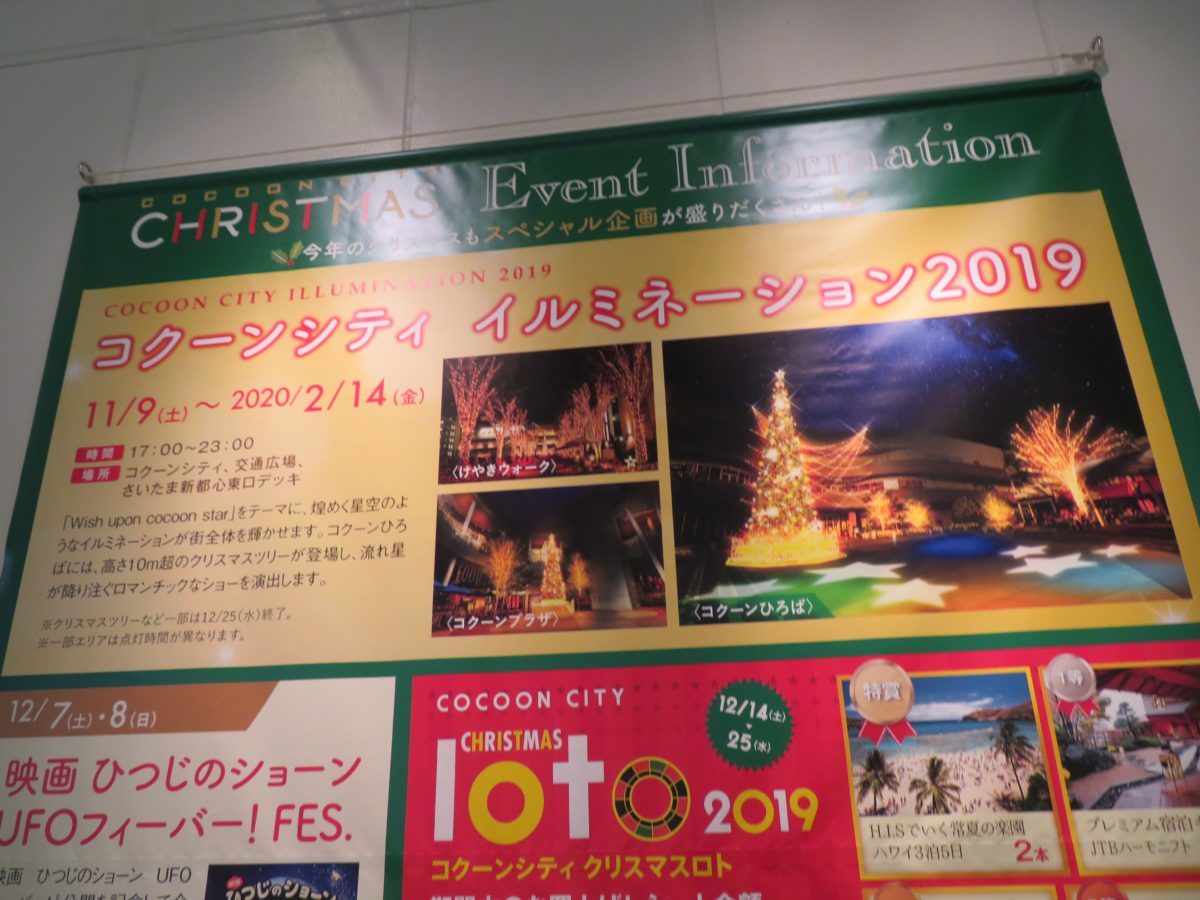 COCOON CITY
CHRISTMAS
Event Information
今年のクリスマスもスペシャル企画が盛りだくさん!
COCOON CITY ILLUMINATION 2019
コクーンシティ イルミネーション2019
11/9(土)〜2020/2/14(金)
時間 17:00~23:00
場所 コクーンシティ、交通広場、
さいたま新都心東口デッキ
「Wish upon cocoon star」をテーマに、煌めく星空のよ
うなイルミネーションが街全体を輝かせます。コクーンひろ
ばには、高さ10m超のクリスマスツリーが登場し、流れ星
が降り注ぐロマンチックなショーを演出します。
※クリスマスツリーなど一部は12/25(水)終了。
※一部エリアは点灯時間が異なります。
〈けやきウォーク〉
〈コクーンプラザ〉
〈コクーンひろば〉
12/7(土)・8(日)
映画 ひつじのショーン
UFOフィーバー! FES.
映画 ひつじのショーン UFO
映画
ひつじのショーン
COCOON CITY
CHRISTMAS
loto 2019
12/14(土)
25(水)
コクーンシティ クリスマスロト
特賞
H.I.Sでいく常夏の楽園
ハワイ3泊5日 2本
1等
プレミアム宿泊
JTBハーモニフト